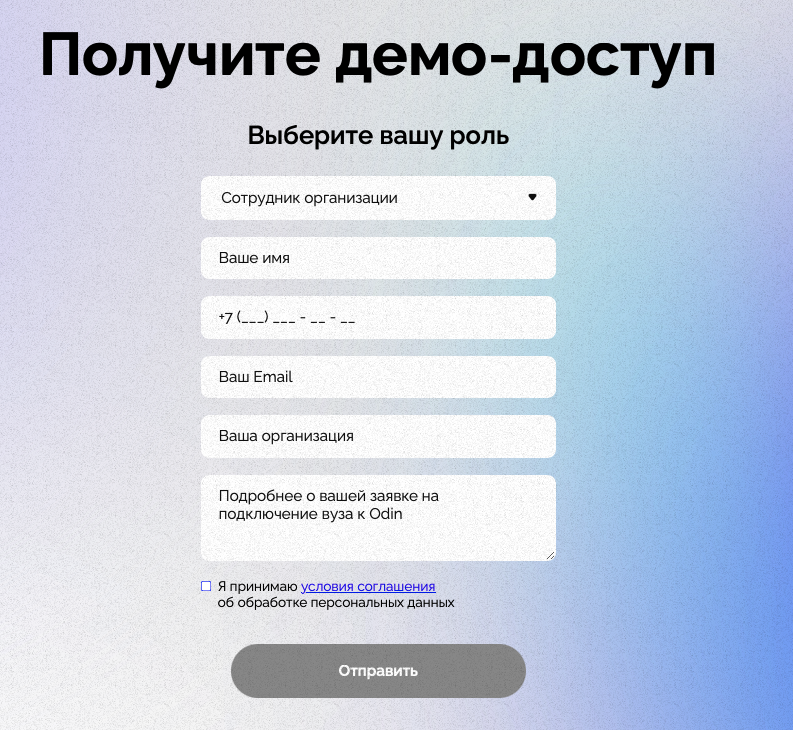 Получите демо-доступ
Выберите вашу роль
Сотрудник организации
Ваше имя
+7 (___) ___ - __ - __
Ваш Email
Ваша организация
Подробнее о вашей заявке на
подключение вуза к Odin
Я принимаю условия соглашения
об обработке персональных данных
Отправить